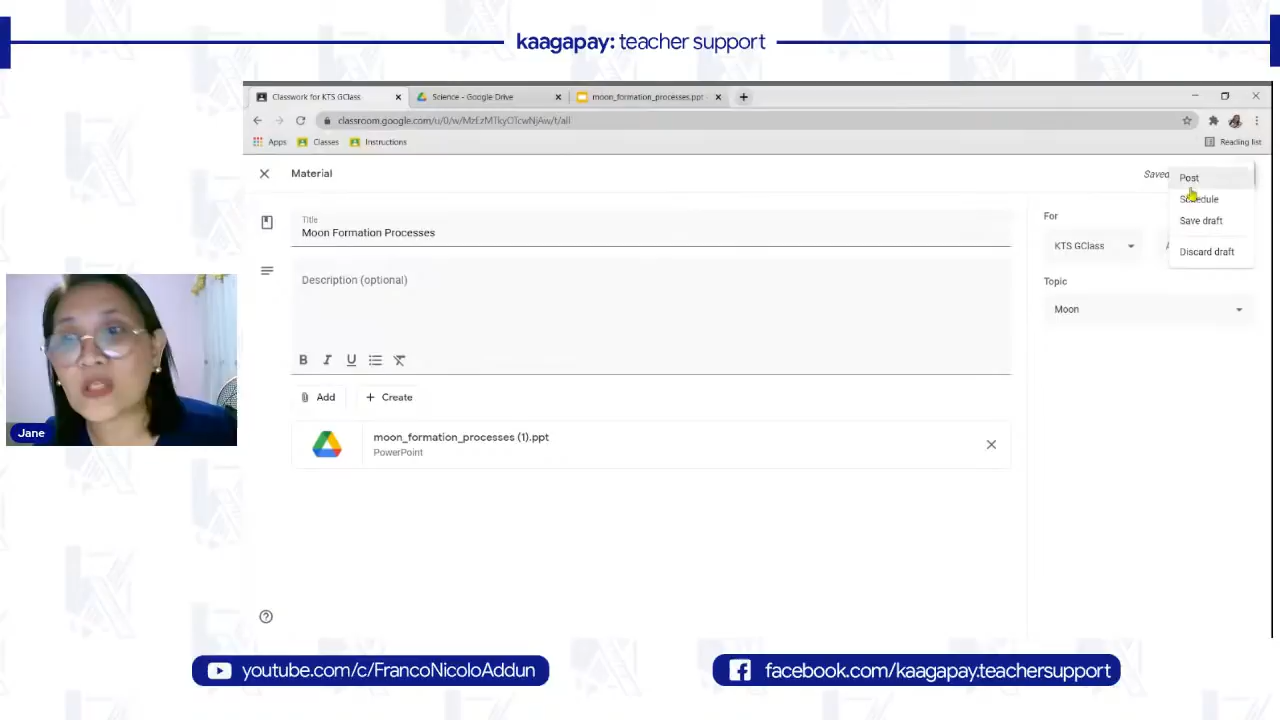 kaagapay: teacher support
Classwork for KTS GClass
Science - Google Drive
moon_formation_processes.ppt -
Apps
Classes
Instructions
Reading list
Material
Saved
Post
Schedule
Save draft
Discard draft
Title
Moon Formation Processes
For
KTS GClass
Description (optional)
Topic
Moon
B I U
Add
Create
moon_formation_processes (1).ppt
PowerPoint
Jane
youtube.com/c/FrancoNicoloAddun
facebook.com/kaagapay.teachersupport